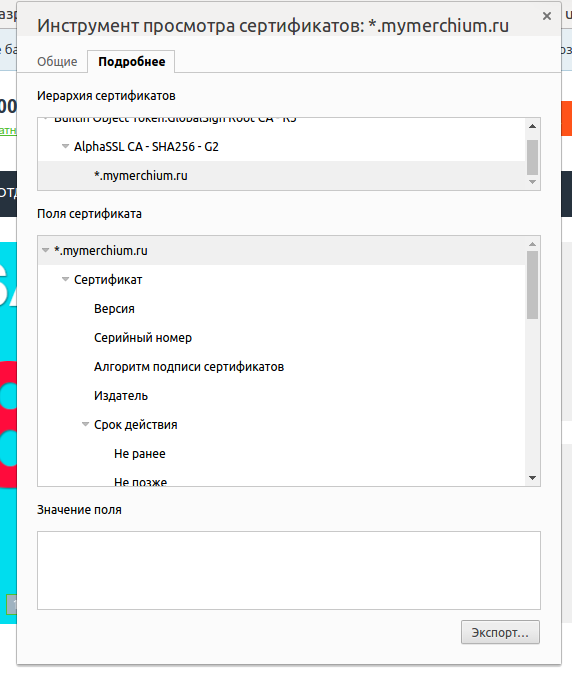 Инструмент просмотра сертификатов: *.mymerchium.ru
Общие
Подробнее
Иерархия сертификатов
Builtin Object Token:GlobalSign Root CA - R3
AlphaSSL CA - SHA256 - G2
*.mymerchium.ru
Поля сертификата
*.mymerchium.ru
Сертификат
Версия
Серийный номер
Алгоритм подписи сертификатов
Издатель
Срок действия
Не ранее
Не позже
Значение поля
Экспорт...